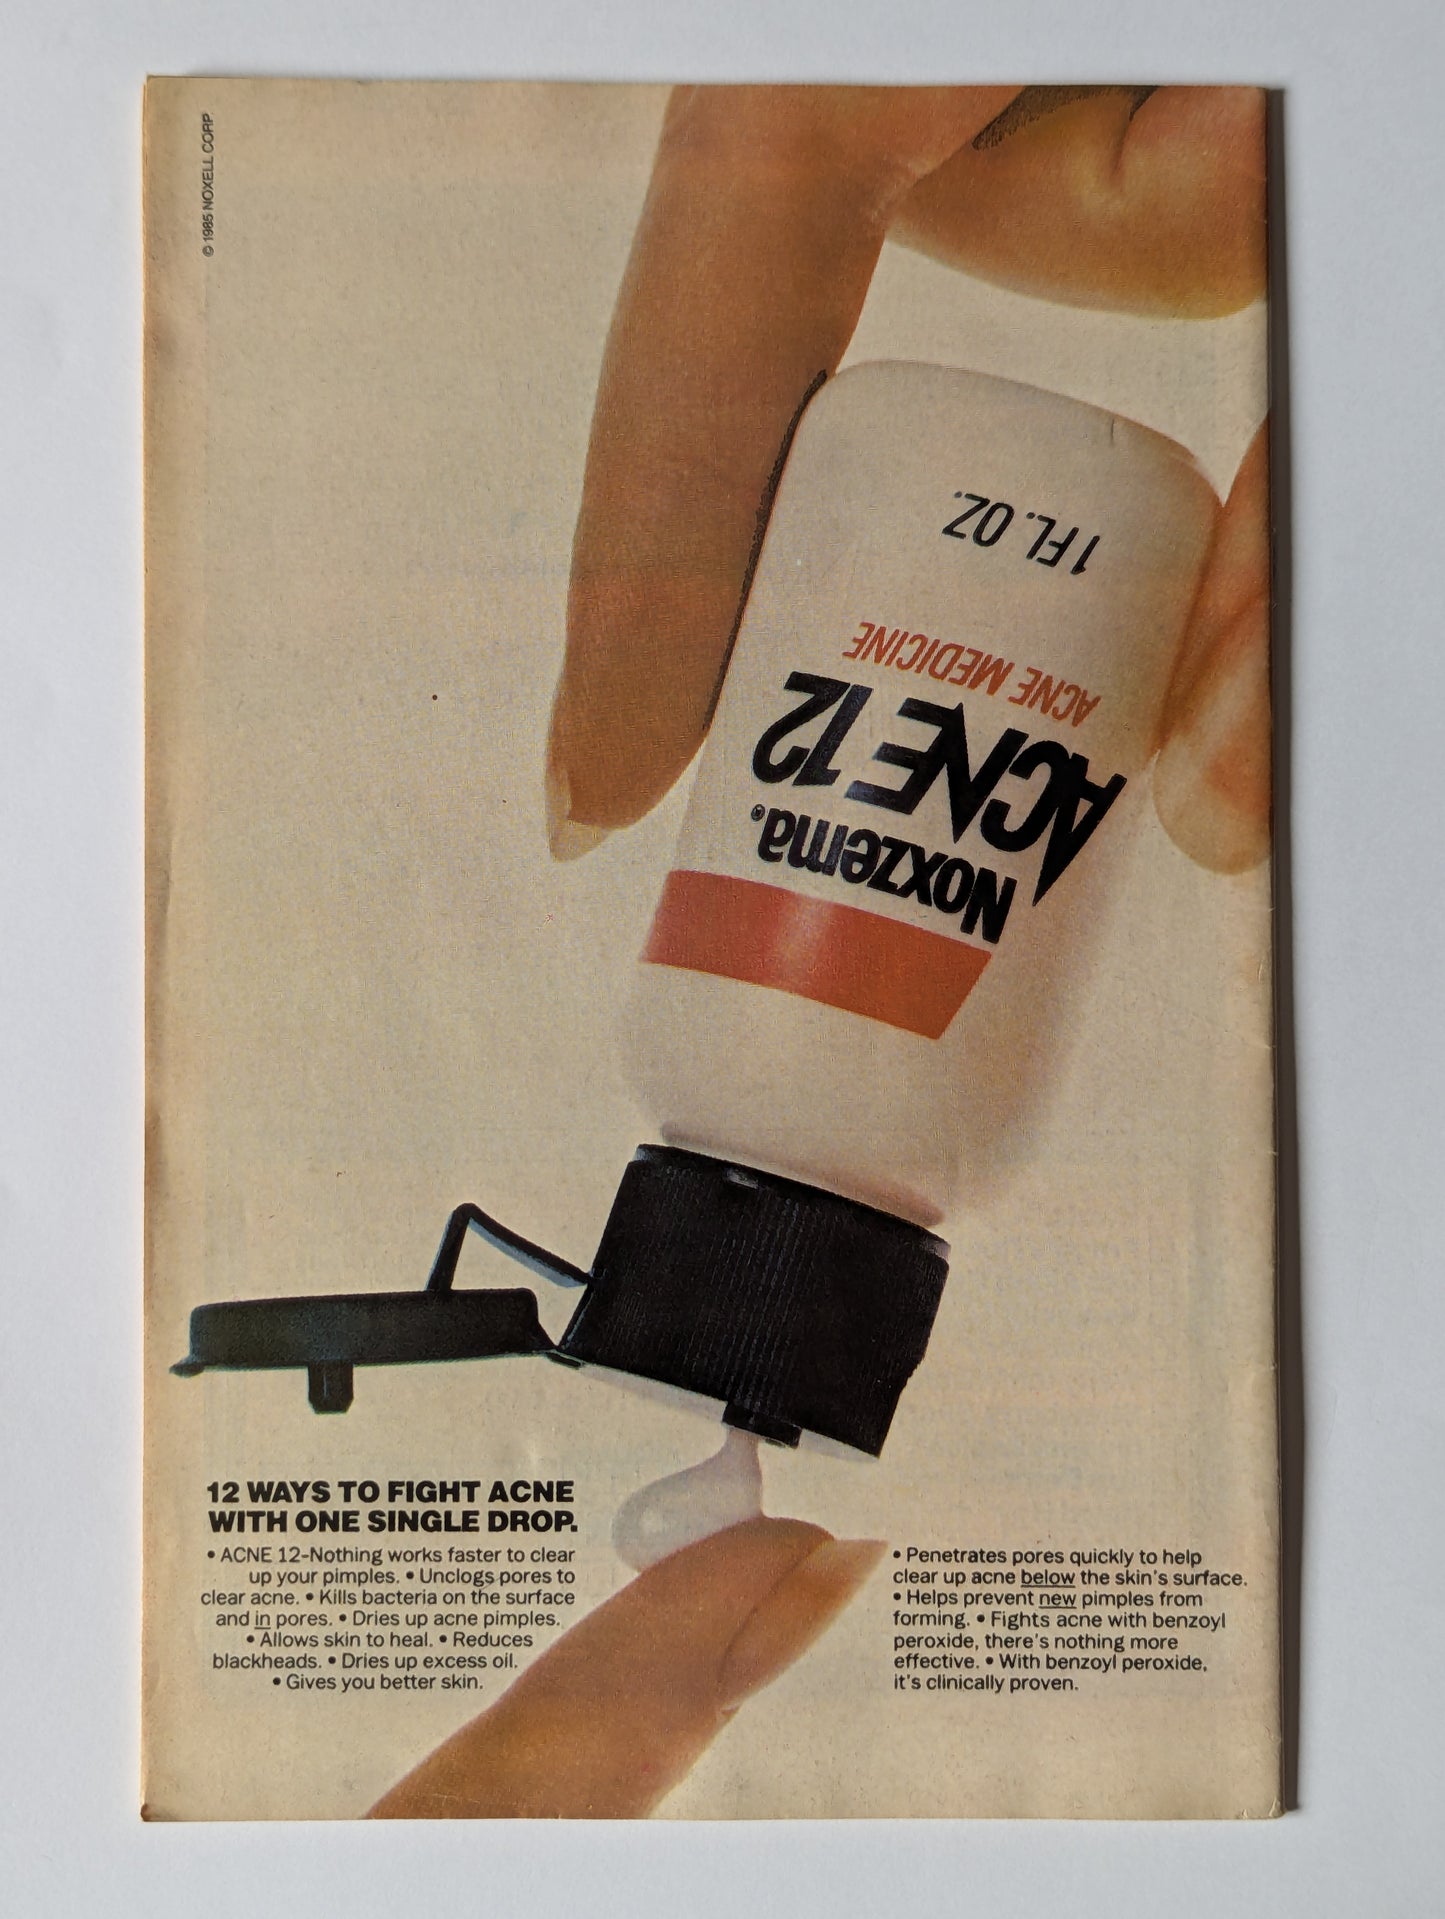 © 1985 NOXELL CORP
1 FL. OZ.
ACNE MEDICINE
ACNE 12
Noxzema®
12 WAYS TO FIGHT ACNE
WITH ONE SINGLE DROP.
• ACNE 12–Nothing works faster to clear
up your pimples. • Unclogs pores to
clear acne. • Kills bacteria on the surface
and in pores. • Dries up acne pimples.
• Allows skin to heal. • Reduces
blackheads. • Dries up excess oil.
• Gives you better skin.
• Penetrates pores quickly to help
clear up acne below the skin's surface.
• Helps prevent new pimples from
forming. • Fights acne with benzoyl
peroxide, there's nothing more
effective. • With benzoyl peroxide,
it's clinically proven.